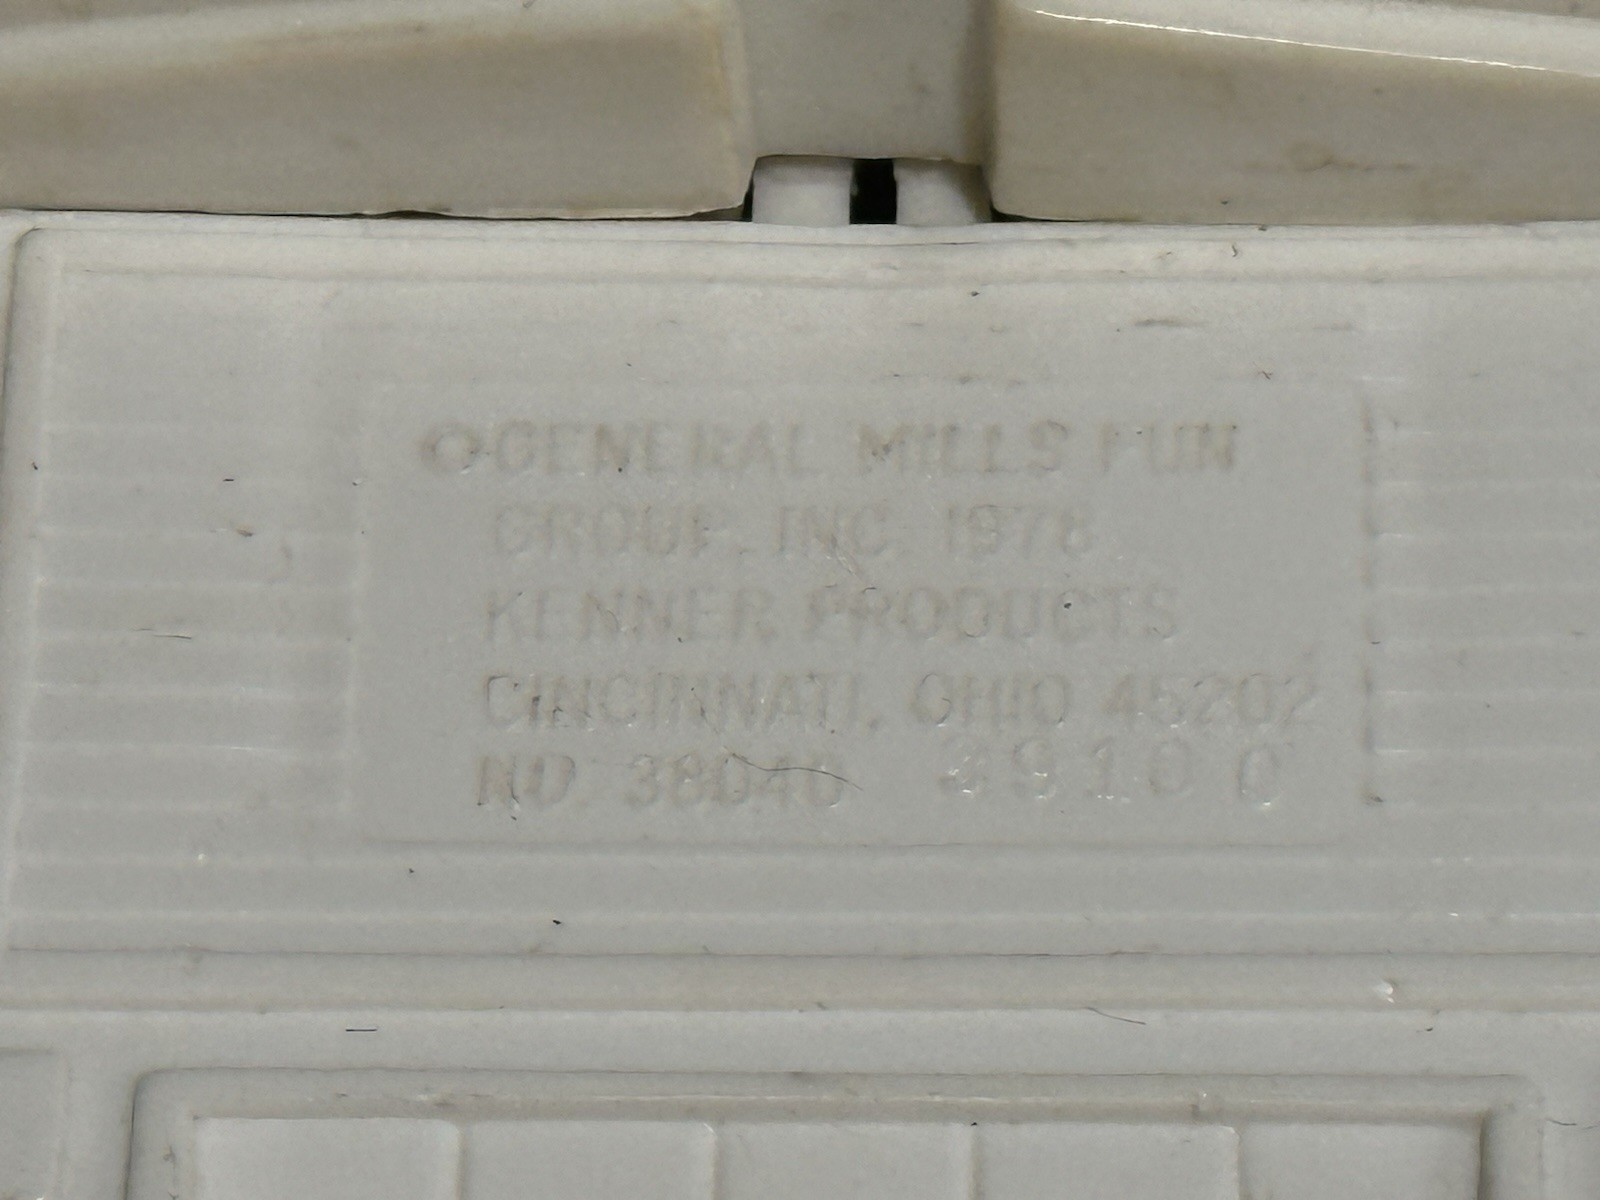 © GENERAL MILLS FUN
GROUP, INC. 1978
KENNER PRODUCTS
CINCINNATI, OHIO 45202
NO. 38040